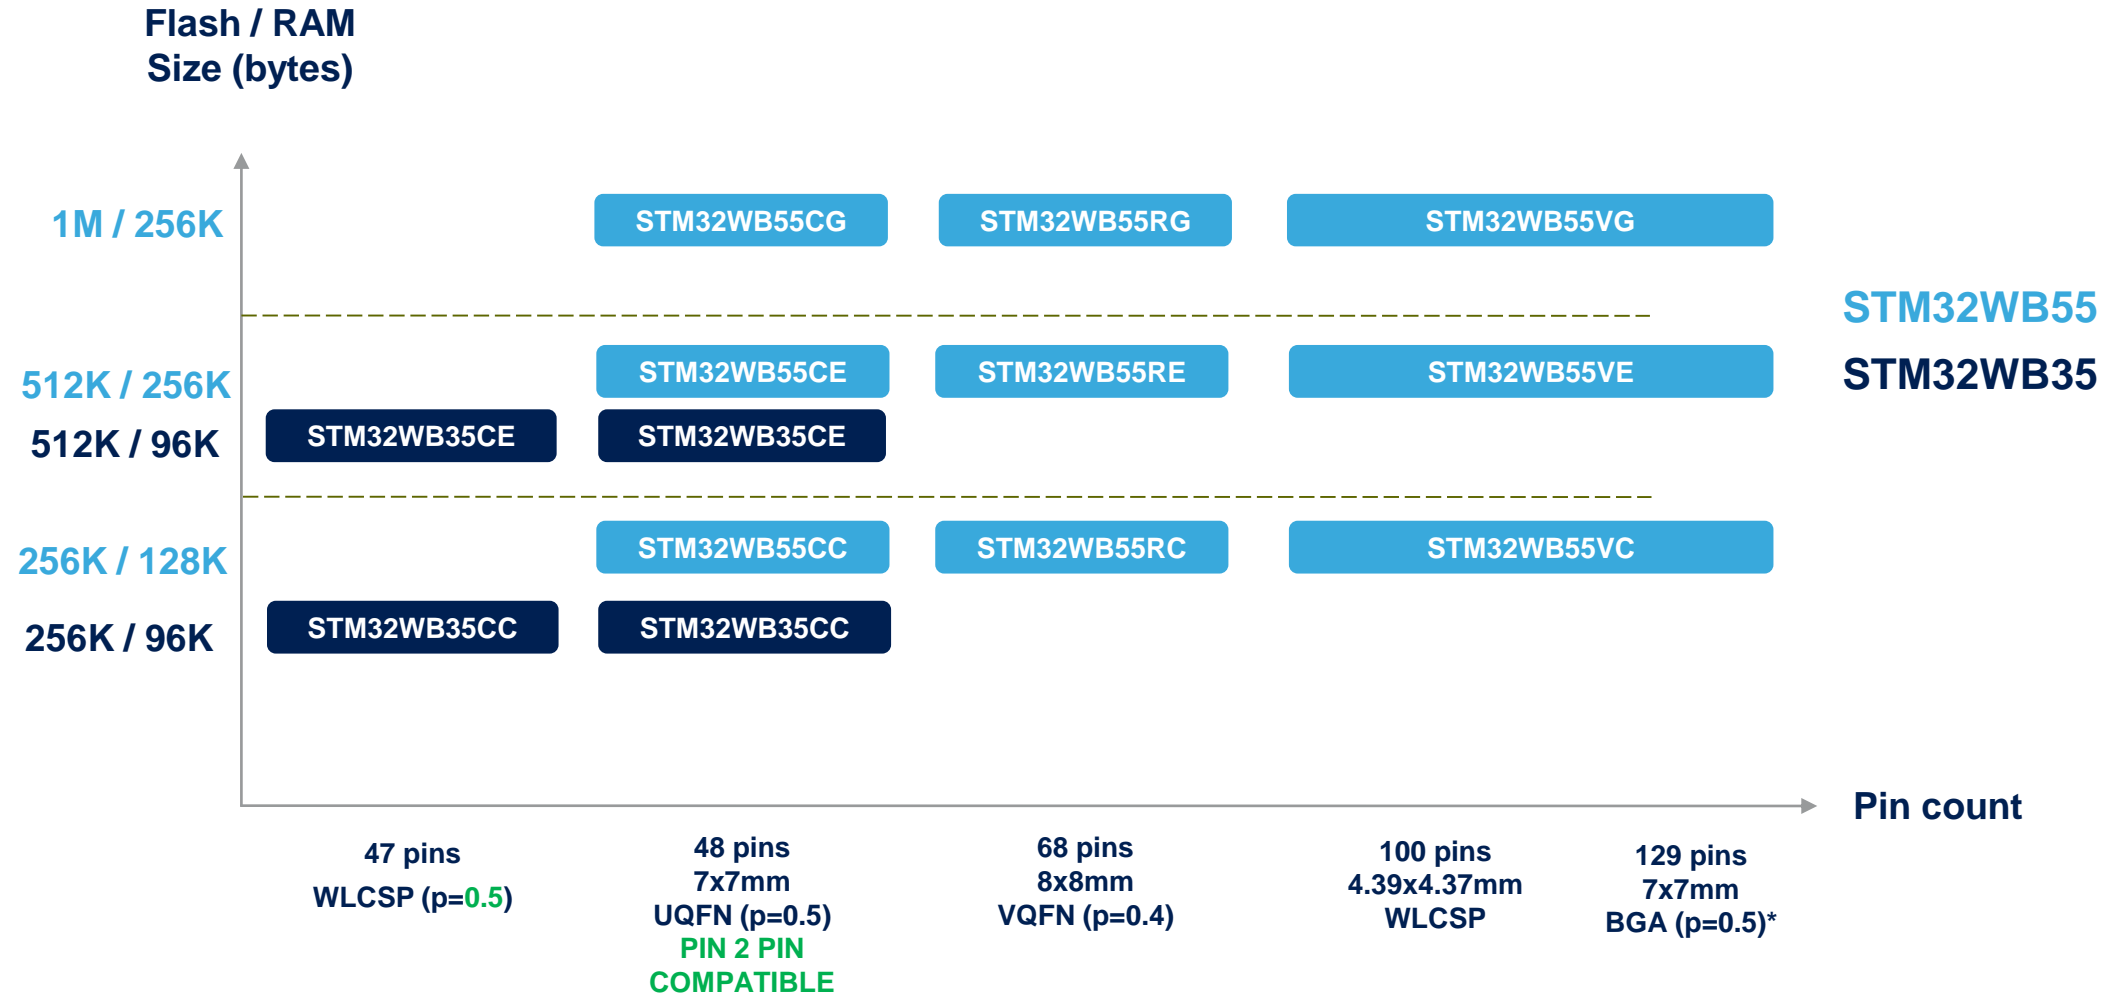 Flash / RAM
Size (bytes)
1M / 256K
STM32WB55CG
STM32WB55RG
STM32WB55VG
STM32WB55
512K / 256K
STM32WB55CE
STM32WB55RE
STM32WB55VE
STM32WB35
512K / 96K
STM32WB35CE
STM32WB35CE
256K / 128K
STM32WB55CC
STM32WB55RC
STM32WB55VC
256K / 96K
STM32WB35CC
STM32WB35CC
Pin count
47 pins
WLCSP (p=0.5)
48 pins
7x7mm
UQFN (p=0.5)
PIN 2 PIN
COMPATIBLE
68 pins
8x8mm
VQFN (p=0.4)
100 pins
4.39x4.37mm
WLCSP
129 pins
7x7mm
BGA (p=0.5)*